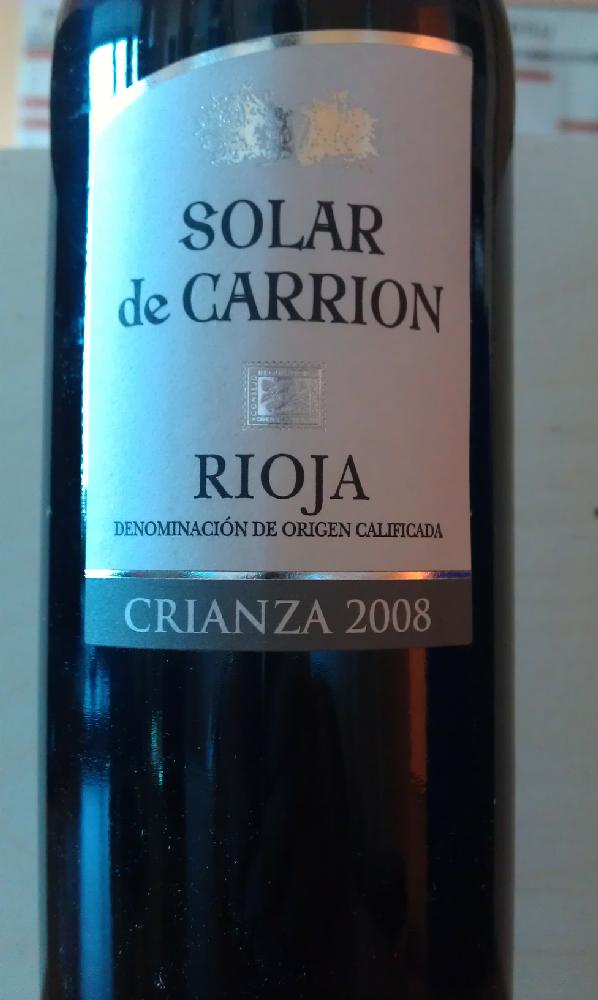 SOLAR
de CARRION
RIOJA
DENOMINACIÓN DE ORIGEN CALIFICADA
CRIANZA 2008